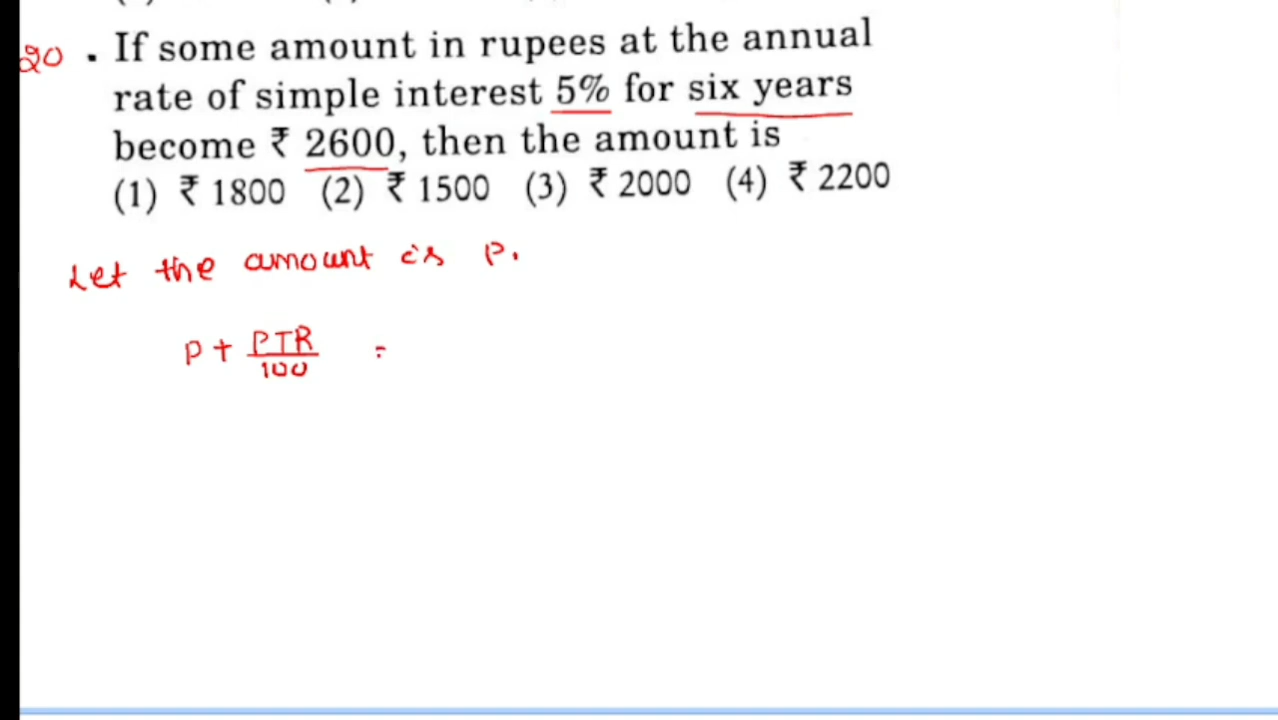 20 . If some amount in rupees at the annual
rate of simple interest 5% for six years
become ₹ 2600, then the amount is
(1) ₹ 1800 (2) ₹ 1500 (3) ₹ 2000 (4) ₹ 2200
Let the amount is P.
P + PTR/100 =